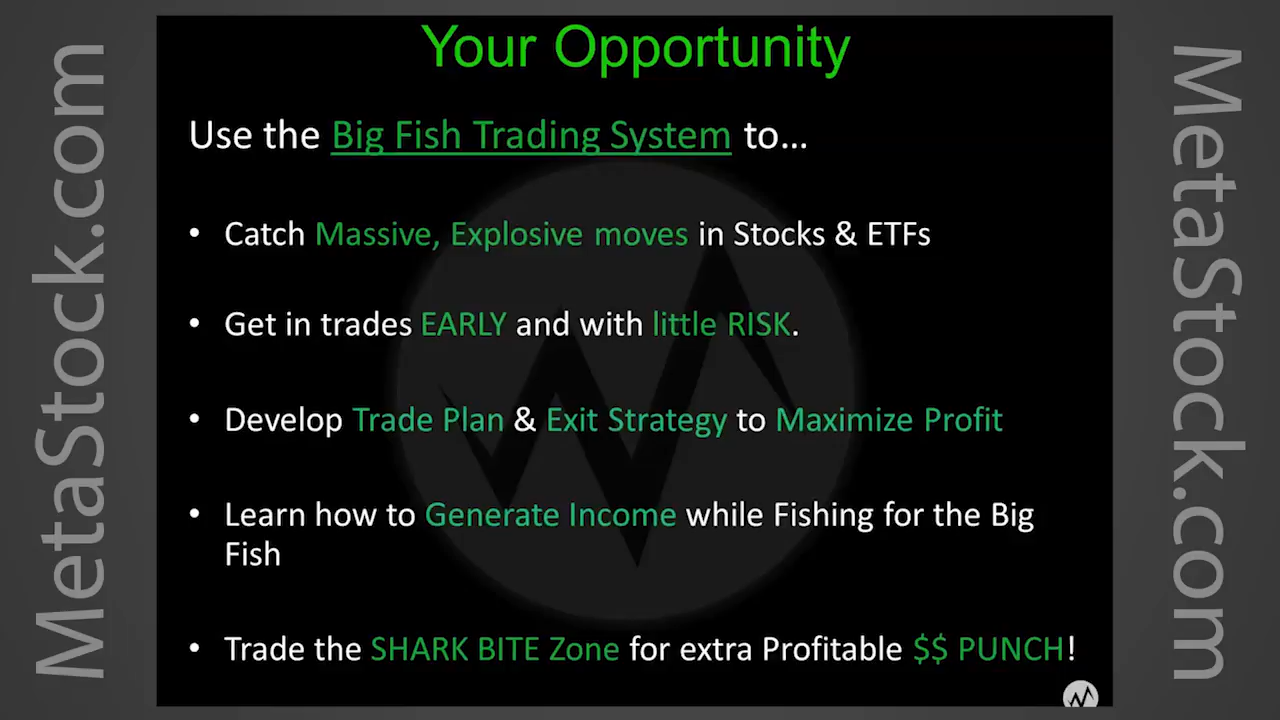 MetaStock.com
Your Opportunity
Use the Big Fish Trading System to...
• Catch Massive, Explosive moves in Stocks & ETFs
• Get in trades EARLY and with little RISK.
• Develop Trade Plan & Exit Strategy to Maximize Profit
• Learn how to Generate Income while Fishing for the Big
Fish
• Trade the SHARK BITE Zone for extra Profitable $$ PUNCH!
MetaStock.com